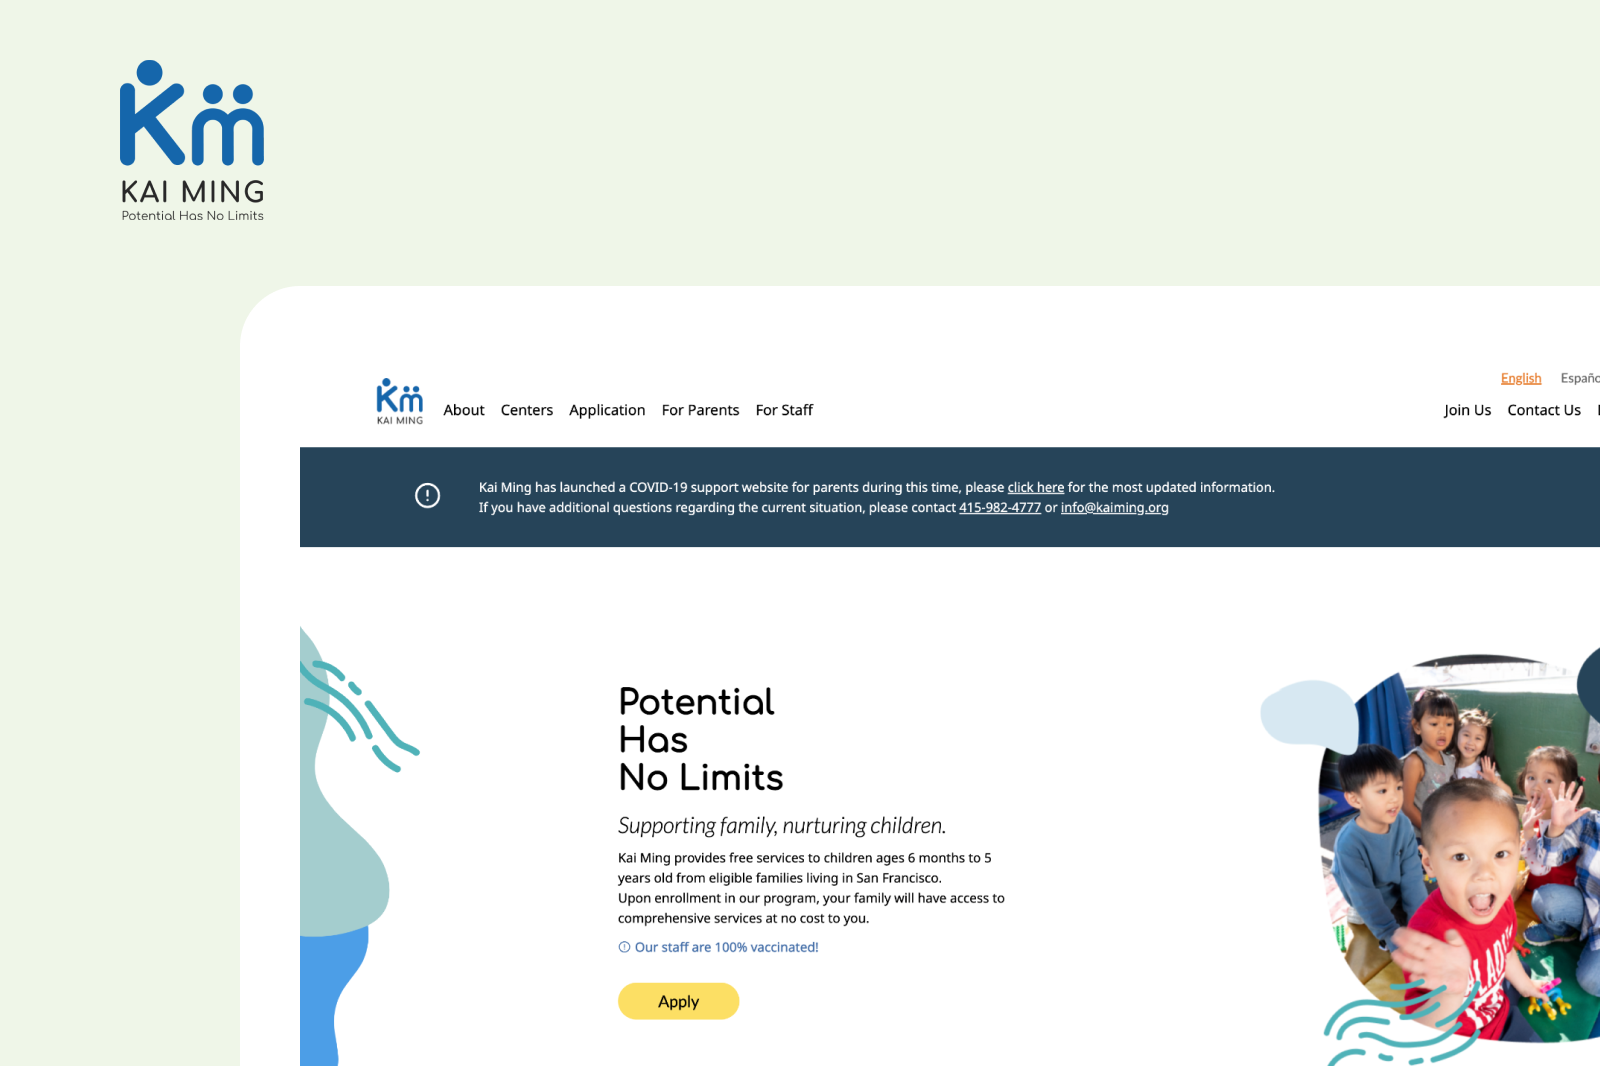 Km
KAI MING
Potential Has No Limits
English
Km
KAI MING
About Centers Application For Parents For Staff
Join Us Contact Us
Kai Ming has launched a COVID-19 support website for parents during this time, please click here for the most updated information.
If you have additional questions regarding the current situation, please contact 415-982-4777 or info@kaiming.org
Potential
Has
No Limits
Supporting family, nurturing children.
Kai Ming provides free services to children ages 6 months to 5
years old from eligible families living in San Francisco.
Upon enrollment in our program, your family will have access to
comprehensive services at no cost to you.
Our staff are 100% vaccinated!
Apply